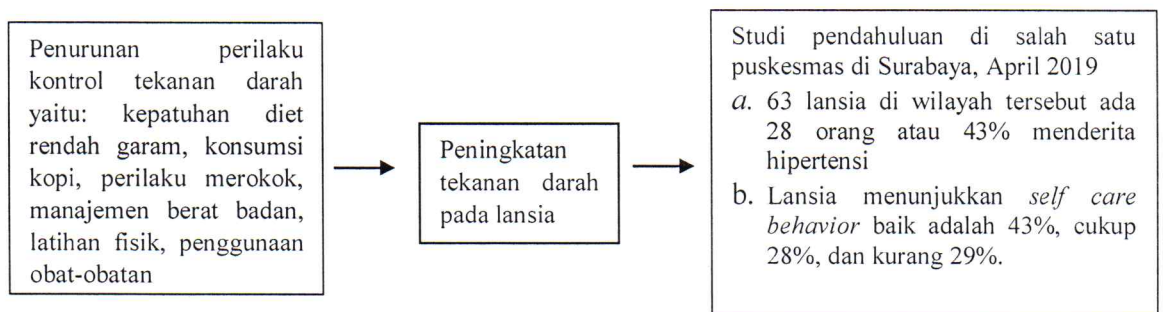 Penurunan perilaku
kontrol tekanan darah
yaitu: kepatuhan diet
rendah garam, konsumsi
kopi, perilaku merokok,
manajemen berat badan,
latihan fisik, penggunaan
obat-obatan
Peningkatan
tekanan darah
pada lansia
Studi pendahuluan di salah satu
puskesmas di Surabaya, April 2019
a. 63 lansia di wilayah tersebut ada
28 orang atau 43% menderita
hipertensi
b. Lansia menunjukkan self care
behavior baik adalah 43%, cukup
28%, dan kurang 29%.